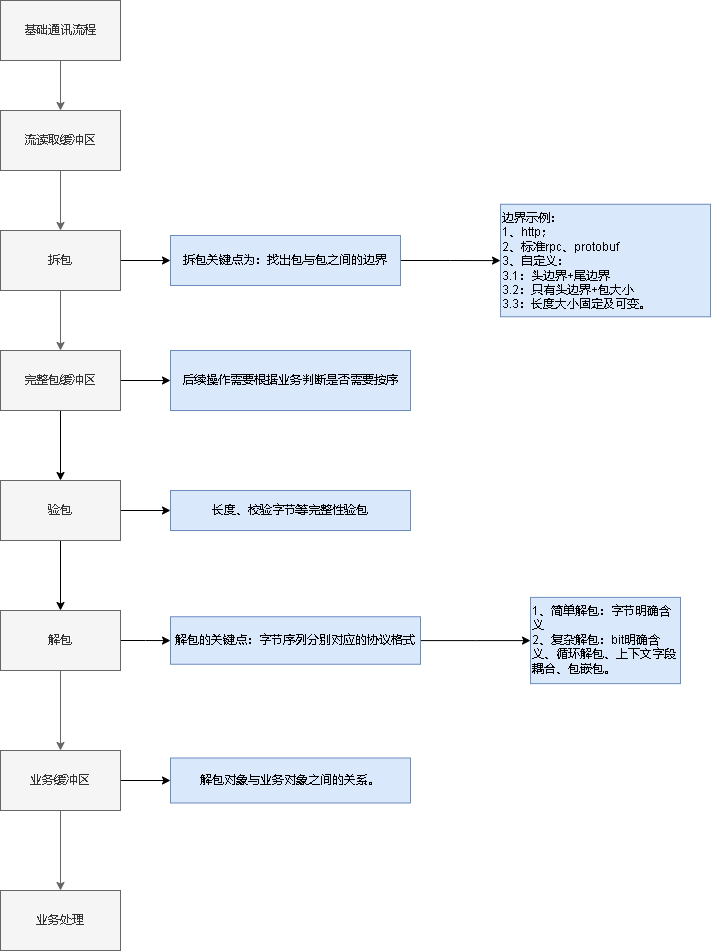 基础通讯流程
流读取缓冲区
拆包
拆包关键点为：找出包与包之间的边界
边界示例：
1、http；
2、标准rpc、protobuf
3、自定义：
3.1：头边界+尾边界
3.2：只有头边界+包大小
3.3：长度大小固定及可变。
完整包缓冲区
后续操作需要根据业务判断是否需要按序
验包
长度、校验字节等完整性验包
解包
解包的关键点：字节序列分别对应的协议格式
1、简单解包：字节明确含
义
2、复杂解包：bit明确含
义、循环解包、上下文字段
耦合、包嵌包。
业务缓冲区
解包对象与业务对象之间的关系。
业务处理